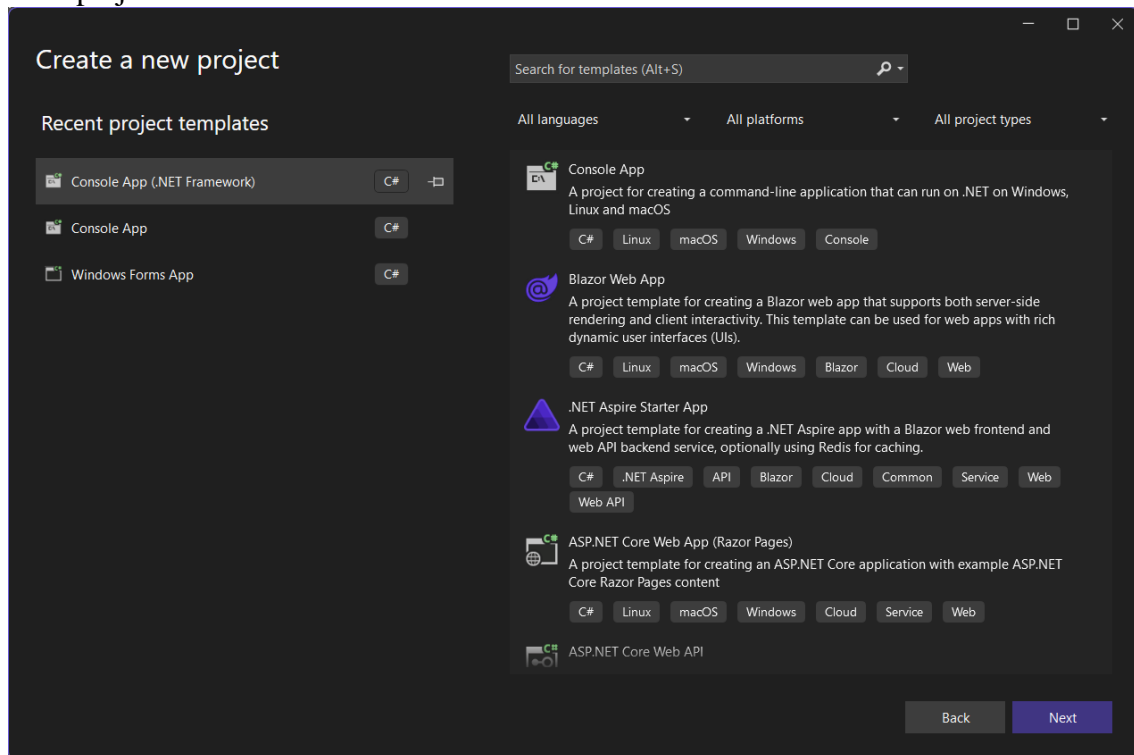 Create a new project
Search for templates (Alt+S)
Recent project templates
All languages
All platforms
All project types
Console App (.NET Framework)
C#
Console App
C#
Windows Forms App
C#
Console App
A project for creating a command-line application that can run on .NET on Windows,
Linux and macOS
C# Linux macOS Windows Console
Blazor Web App
A project template for creating a Blazor web app that supports both server-side
rendering and client interactivity. This template can be used for web apps with rich
dynamic user interfaces (UIs).
C# Linux macOS Windows Blazor Cloud Web
.NET Aspire Starter App
A project template for creating a .NET Aspire app with a Blazor web frontend and
web API backend service, optionally using Redis for caching.
C# .NET Aspire API Blazor Cloud Common Service Web
Web API
ASP.NET Core Web App (Razor Pages)
A project template for creating an ASP.NET Core application with example ASP.NET
Core Razor Pages content
C# Linux macOS Windows Cloud Service Web
ASP.NET Core Web API
Back
Next